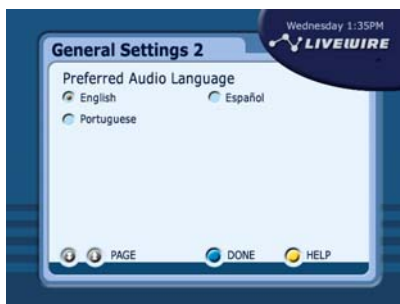 Wednesday 1:35PM
LIVEWIRE
General Settings 2
Preferred Audio Language
English
Español
Portuguese
PAGE
DONE
HELP